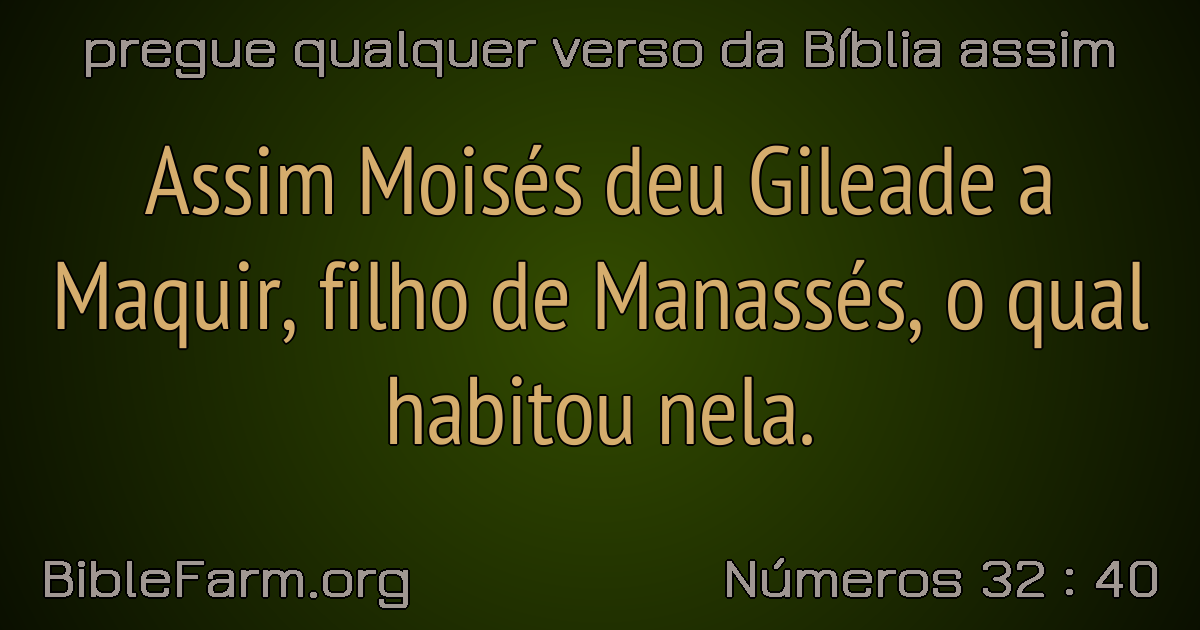 pregue qualquer verso da Bíblia assim
Assim Moisés deu Gileade a
Maquir, filho de Manassés, o qual
habitou nela.
BibleFarm.org
Números 32 : 40